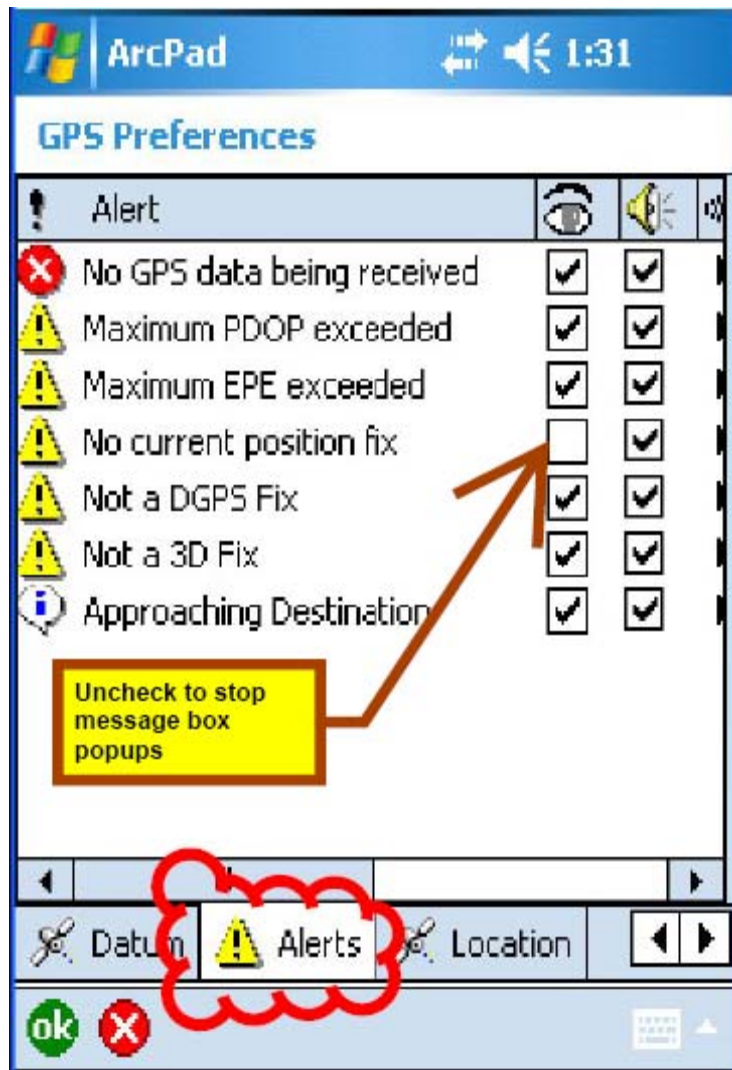 ArcPad 1:31
GPS Preferences
Alert
No GPS data being received
Maximum PDOP exceeded
Maximum EPE exceeded
No current position fix
Not a DGPS Fix
Not a 3D Fix
Approaching Destination
Uncheck to stop
message box
popups
Datum Alerts Location
ok